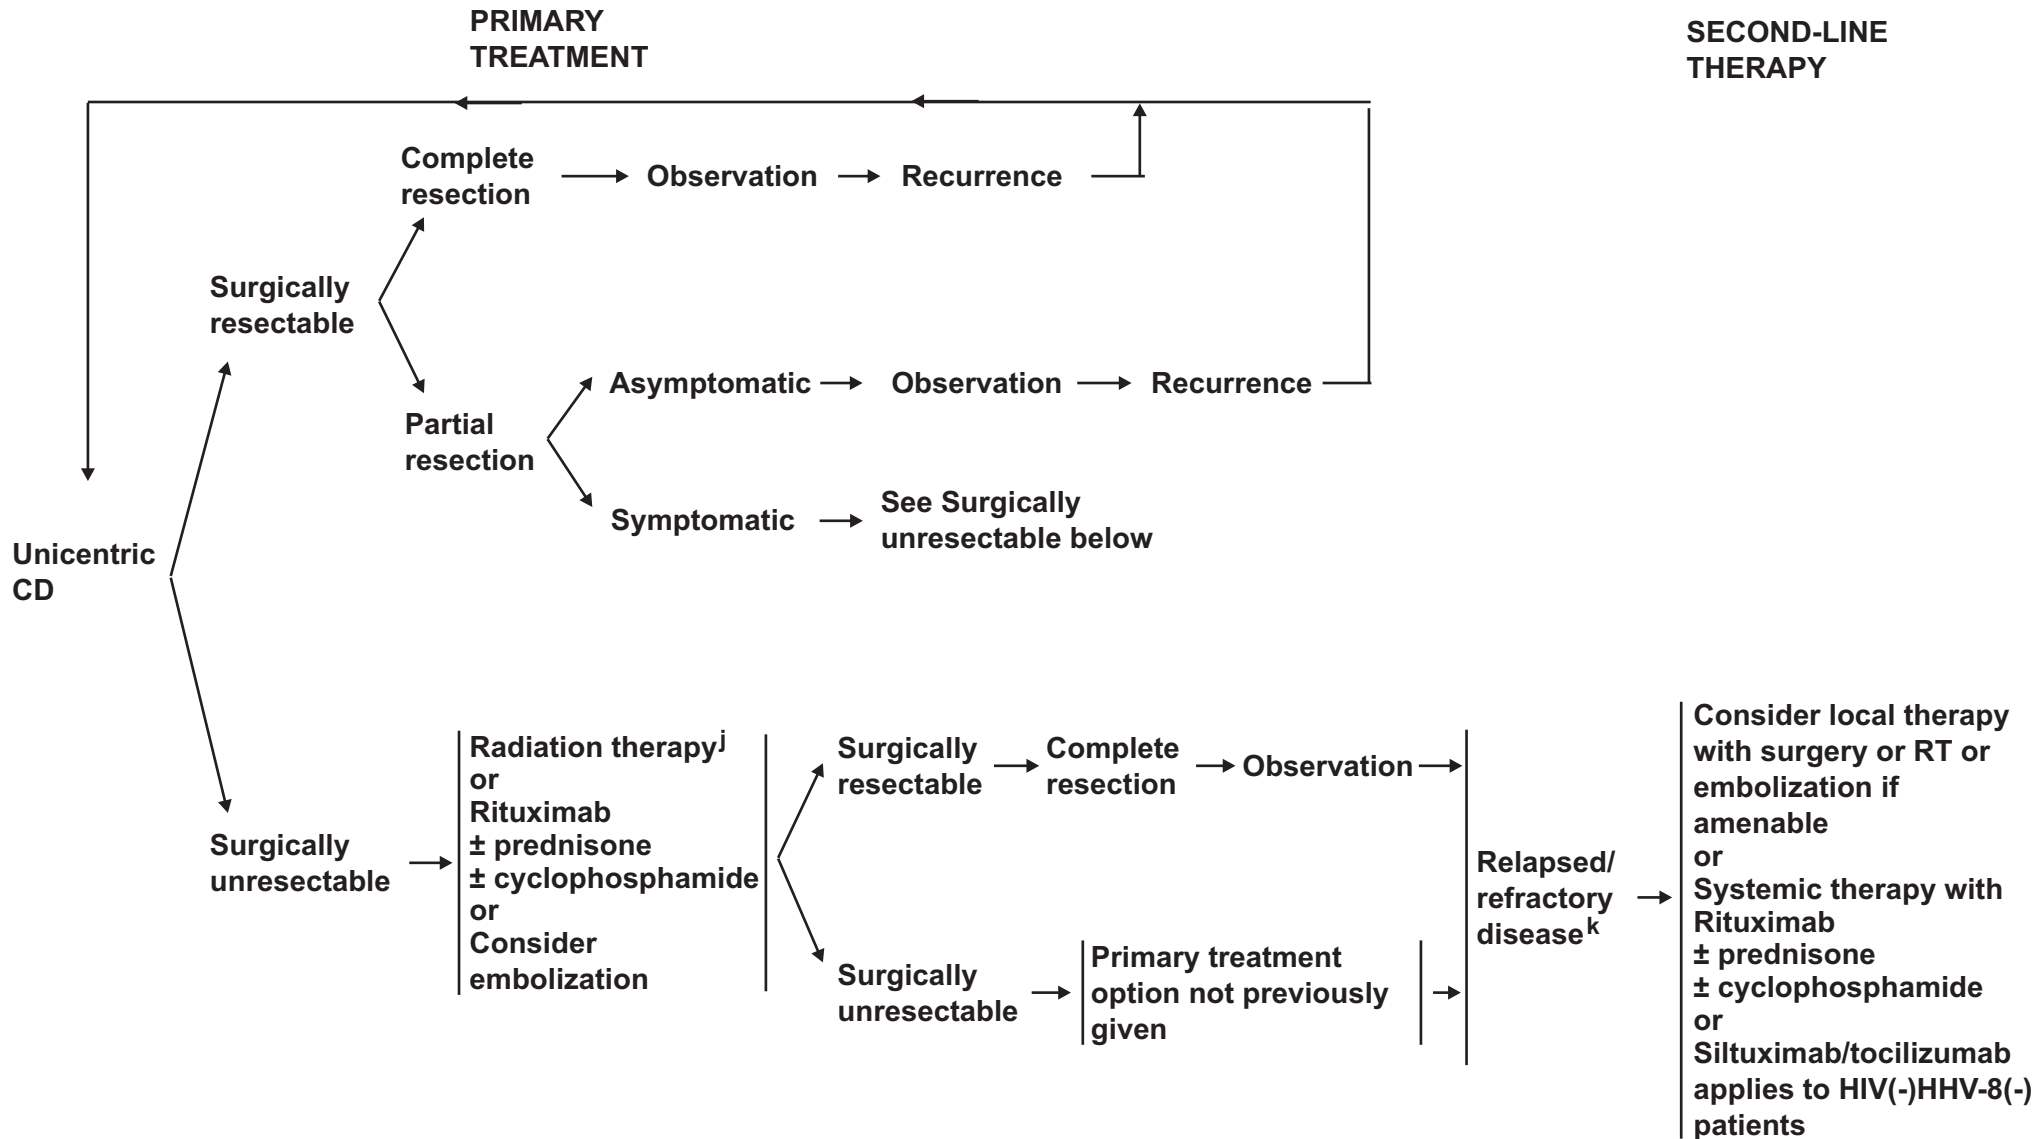 PRIMARY
TREATMENT
SECOND-LINE
THERAPY
Complete
resection
Observation
Recurrence
Surgically
resectable
Partial
resection
Asymptomatic
Observation
Recurrence
Symptomatic
See Surgically
unresectable below
Unicentric
CD
Surgically
unresectable
Radiation therapyj
or
Rituximab
± prednisone
± cyclophosphamide
or
Consider
embolization
Surgically
resectable
Complete
resection
Observation
Surgically
unresectable
Primary treatment
option not previously
given
Relapsed/
refractory
diseasek
Consider local therapy
with surgery or RT or
embolization if
amenable
or
Systemic therapy with
Rituximab
± prednisone
± cyclophosphamide
or
Siltuximab/tocilizumab
applies to HIV(-)HHV-8(-)
patients